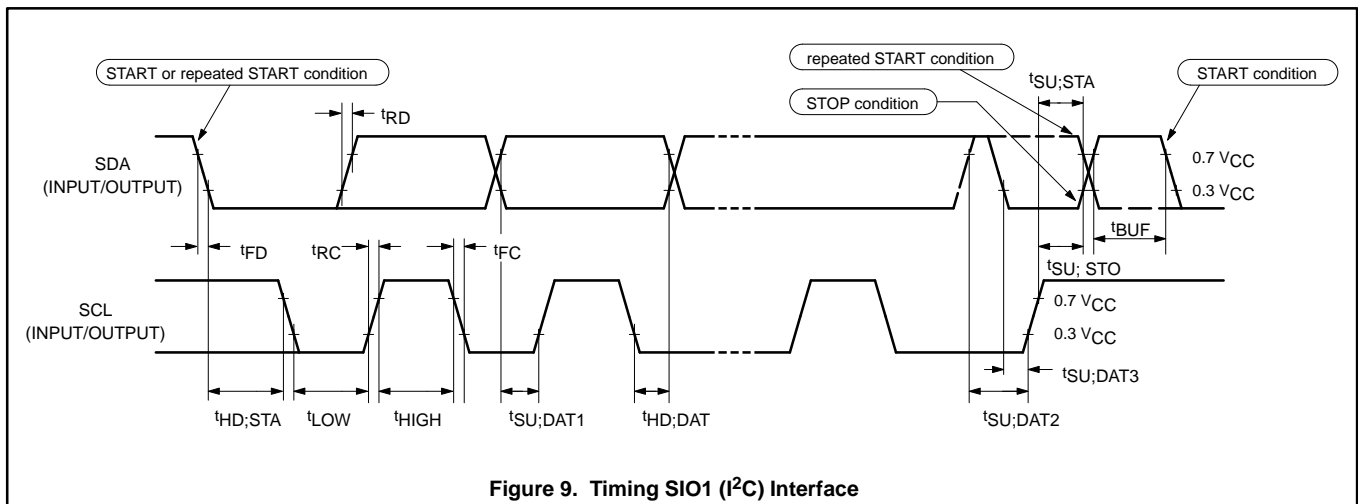 START or repeated START condition
repeated START condition
STOP condition
tSU;STA
START condition
tRD
SDA
(INPUT/OUTPUT)
0.7 VCC
0.3 VCC
tFD
tRC
tFC
tBUF
tSU; STO
SCL
(INPUT/OUTPUT)
0.7 VCC
0.3 VCC
tSU;DAT3
tHD;STA
tLOW
tHIGH
tSU;DAT1
tHD;DAT
tSU;DAT2
Figure 9. Timing SIO1 (I²C) Interface